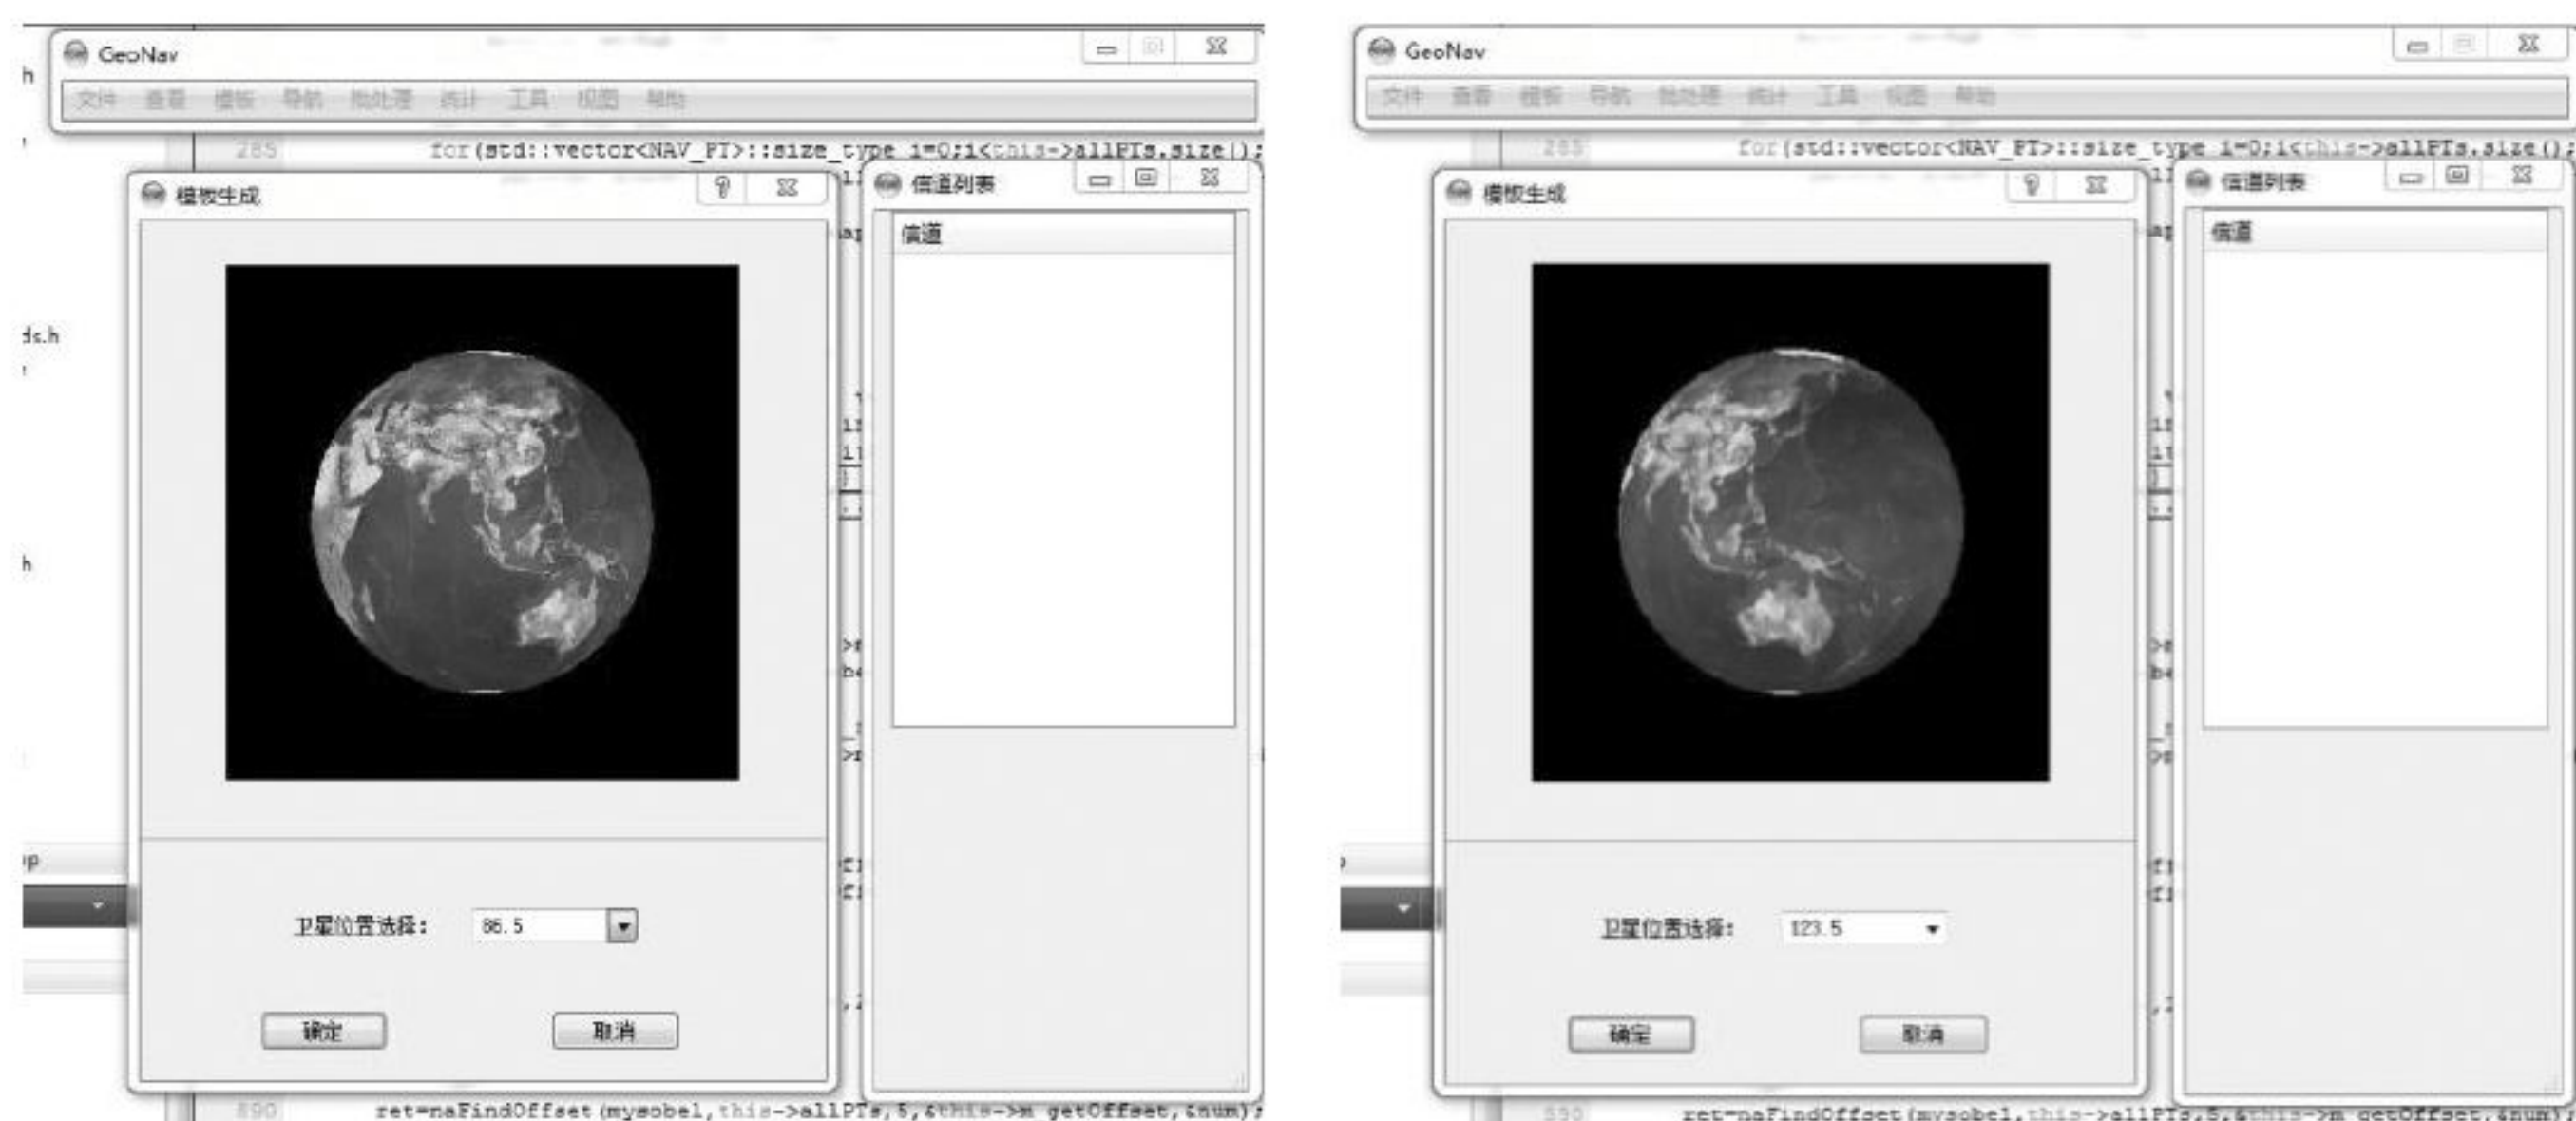 GeoNav
文件 查看 模板 导航 批处理 统计 工具 视图 帮助
285 for(std::vector<NAV_PT>::size_type i=0;i<this->allPTs.size();
模板生成
信道列表
信道
ds.h
h
卫星位置选择: 86.5
确定 取消
890 ret=naFindOffset(mysobel,this->allPTs,5,&this->m_getOffset,&num);
GeoNav
文件 查看 模板 导航 批处理 统计 工具 视图 帮助
285 for(std::vector<NAV_PT>::size_type i=0;i<this->allPTs.size();
模板生成
信道列表
信道
卫星位置选择: 123.5
确定 取消
890 ret=naFindOffset(mysobel,this->allPTs,5,&this->m_getOffset,&num);